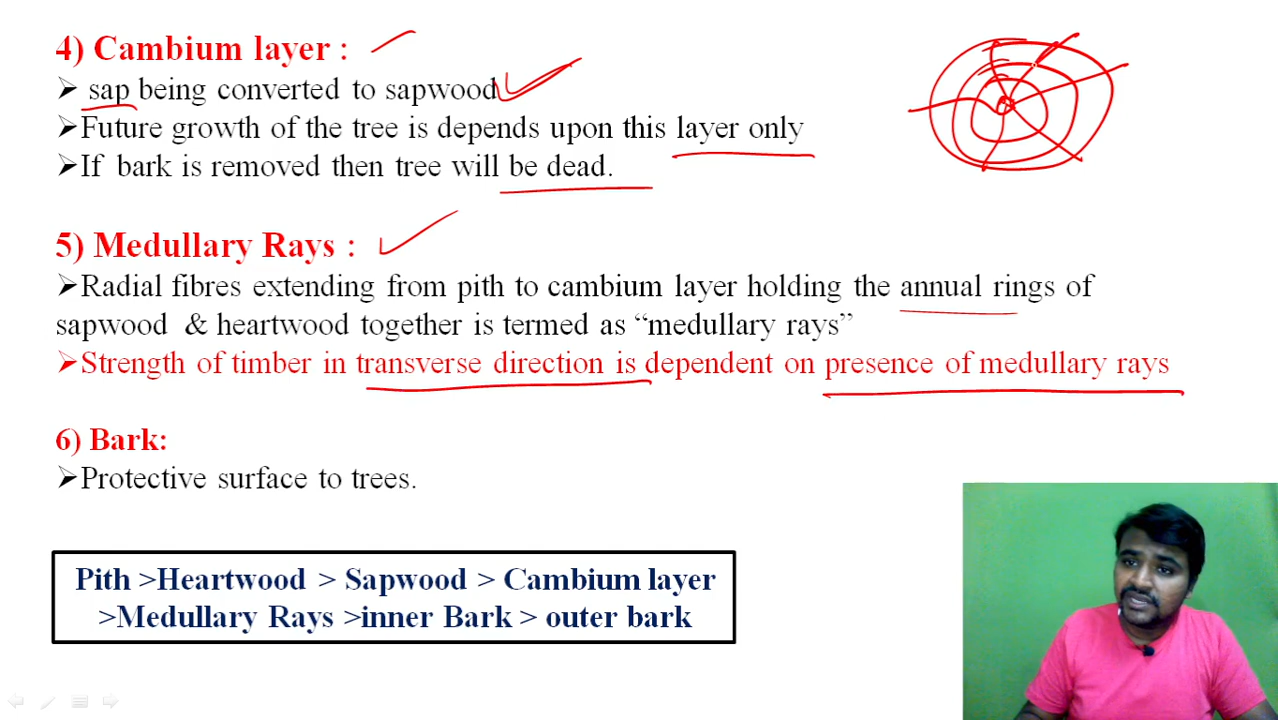 4) Cambium layer :
➢ sap being converted to sapwood
➢Future growth of the tree is depends upon this layer only
➢If bark is removed then tree will be dead.
5) Medullary Rays :
➢Radial fibres extending from pith to cambium layer holding the annual rings of
sapwood & heartwood together is termed as “medullary rays”
➢Strength of timber in transverse direction is dependent on presence of medullary rays
6) Bark:
➢Protective surface to trees.
Pith >Heartwood > Sapwood > Cambium layer
>Medullary Rays >inner Bark > outer bark